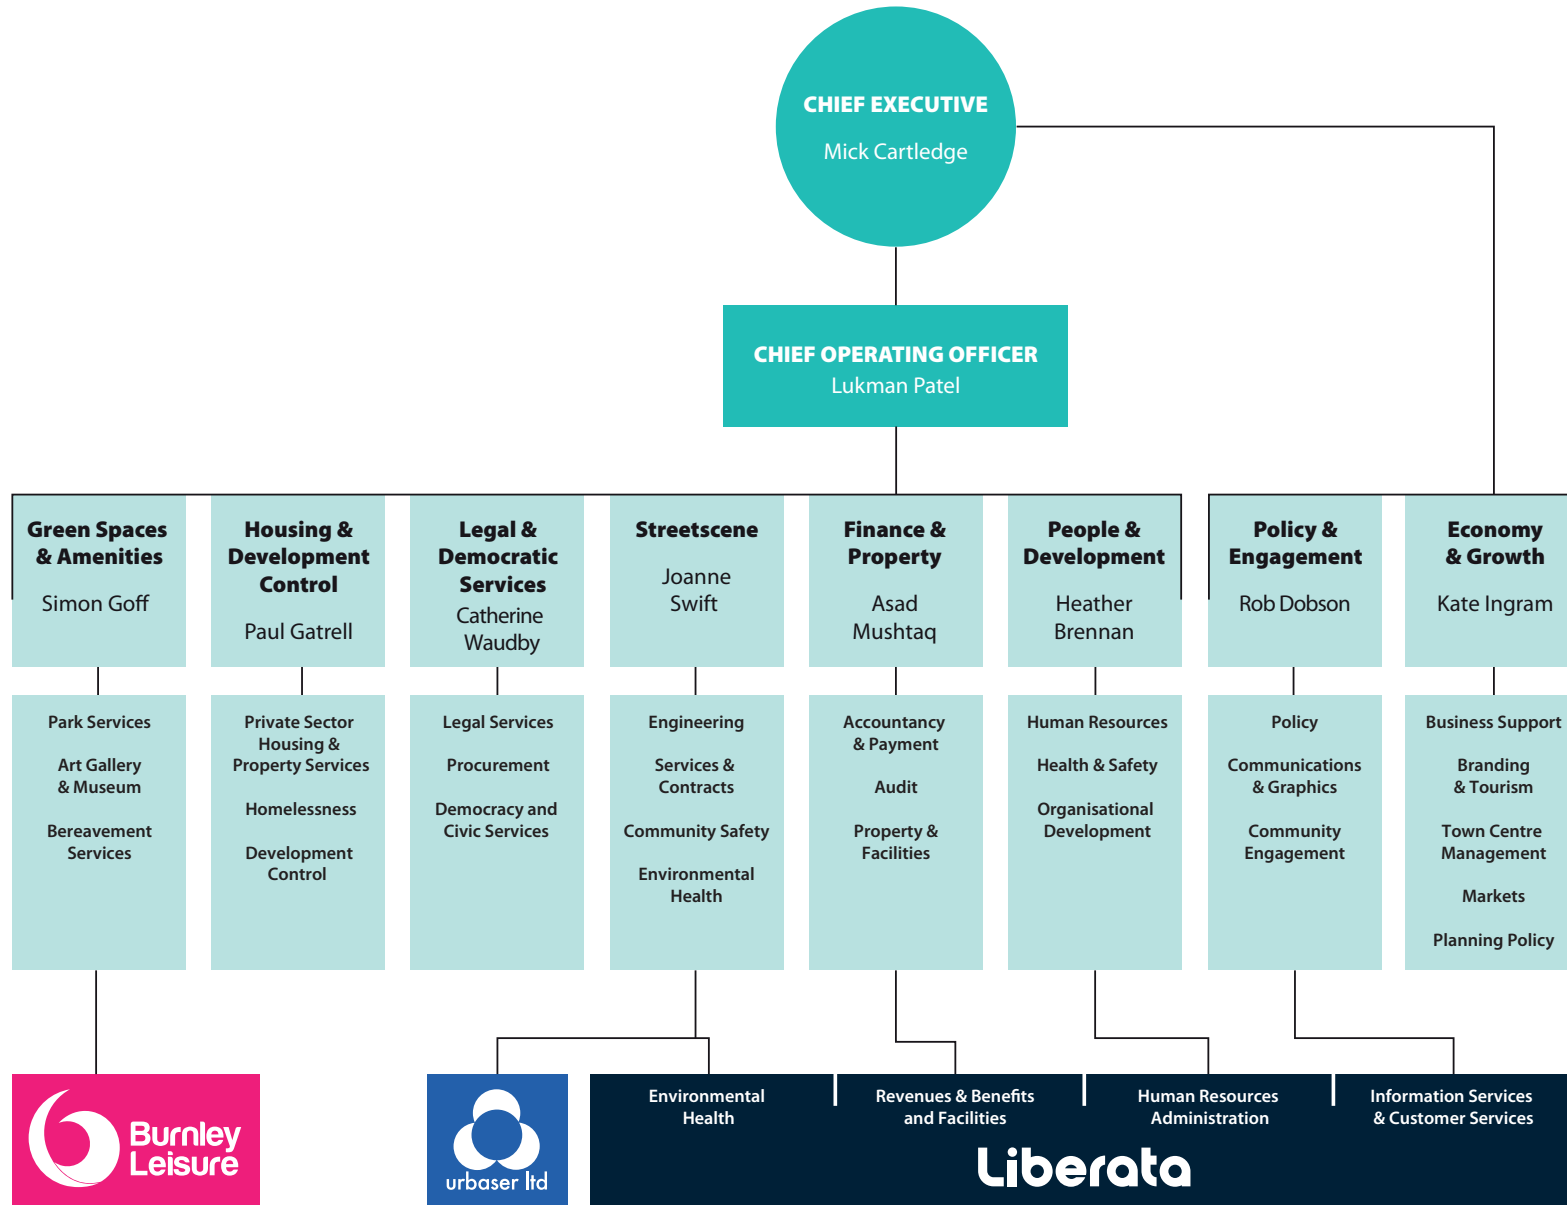 CHIEF EXECUTIVE
Mick Cartledge
CHIEF OPERATING OFFICER
Lukman Patel
Green Spaces
& Amenities
Simon Goff
Housing &
Development
Control
Paul Gatrell
Legal &
Democratic
Services
Catherine
Waudby
Streetscene
Joanne
Swift
Finance &
Property
Asad
Mushtaq
People &
Development
Heather
Brennan
Policy &
Engagement
Rob Dobson
Economy
& Growth
Kate Ingram
Park Services
Art Gallery
& Museum
Bereavement
Services
Private Sector
Housing &
Property Services
Homelessness
Development
Control
Legal Services
Procurement
Democracy and
Civic Services
Engineering
Services &
Contracts
Community Safety
Environmental
Health
Accountancy
& Payment
Audit
Property &
Facilities
Human Resources
Health & Safety
Organisational
Development
Policy
Communications
& Graphics
Community
Engagement
Business Support
Branding
& Tourism
Town Centre
Management
Markets
Planning Policy
Burnley
Leisure
urbaser ltd
Environmental
Health
Revenues & Benefits
and Facilities
Human Resources
Administration
Information Services
& Customer Services
Liberata